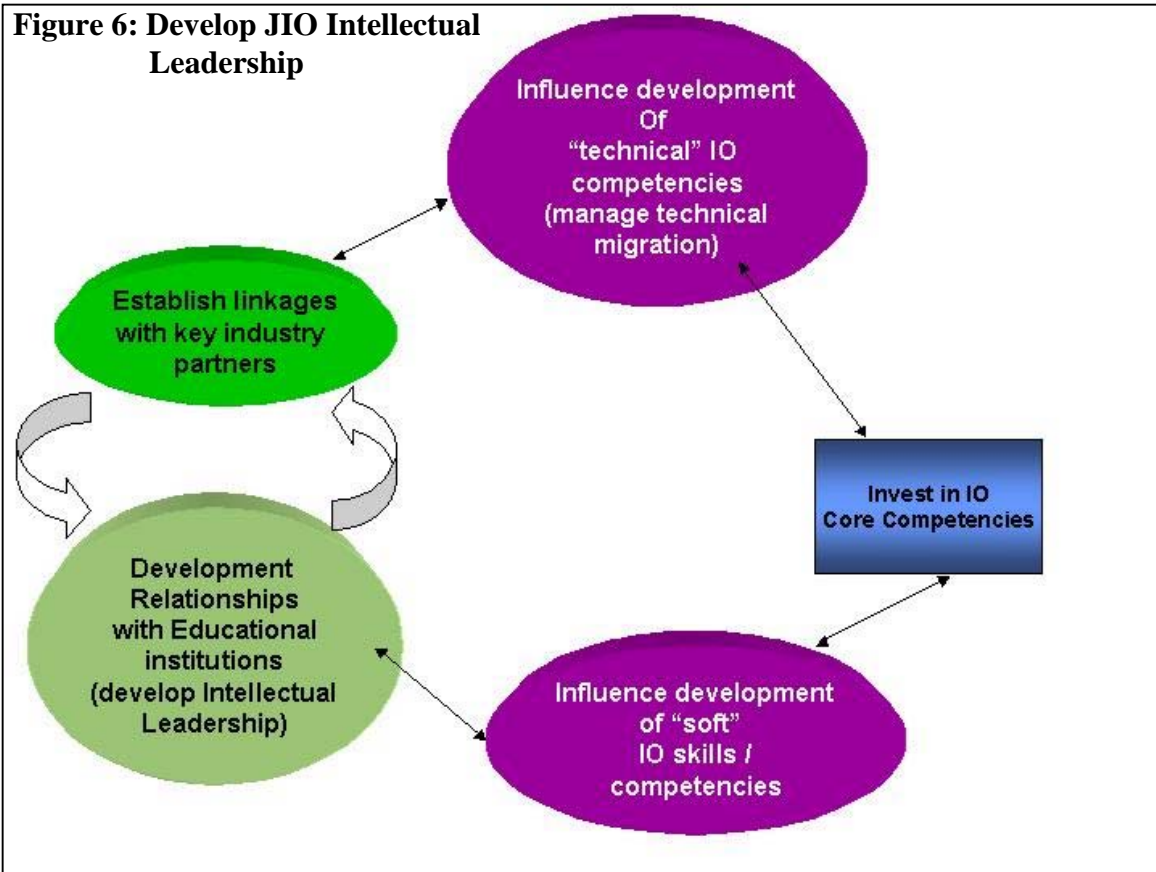 Figure 6: Develop JIO Intellectual
Leadership
Influence development
Of
“technical” IO
competencies
(manage technical
migration)
Establish linkages
with key industry
partners
Invest in IO
Core Competencies
Development
Relationships
with Educational
institutions
(develop Intellectual
Leadership)
Influence development
of “soft”
IO skills /
competencies